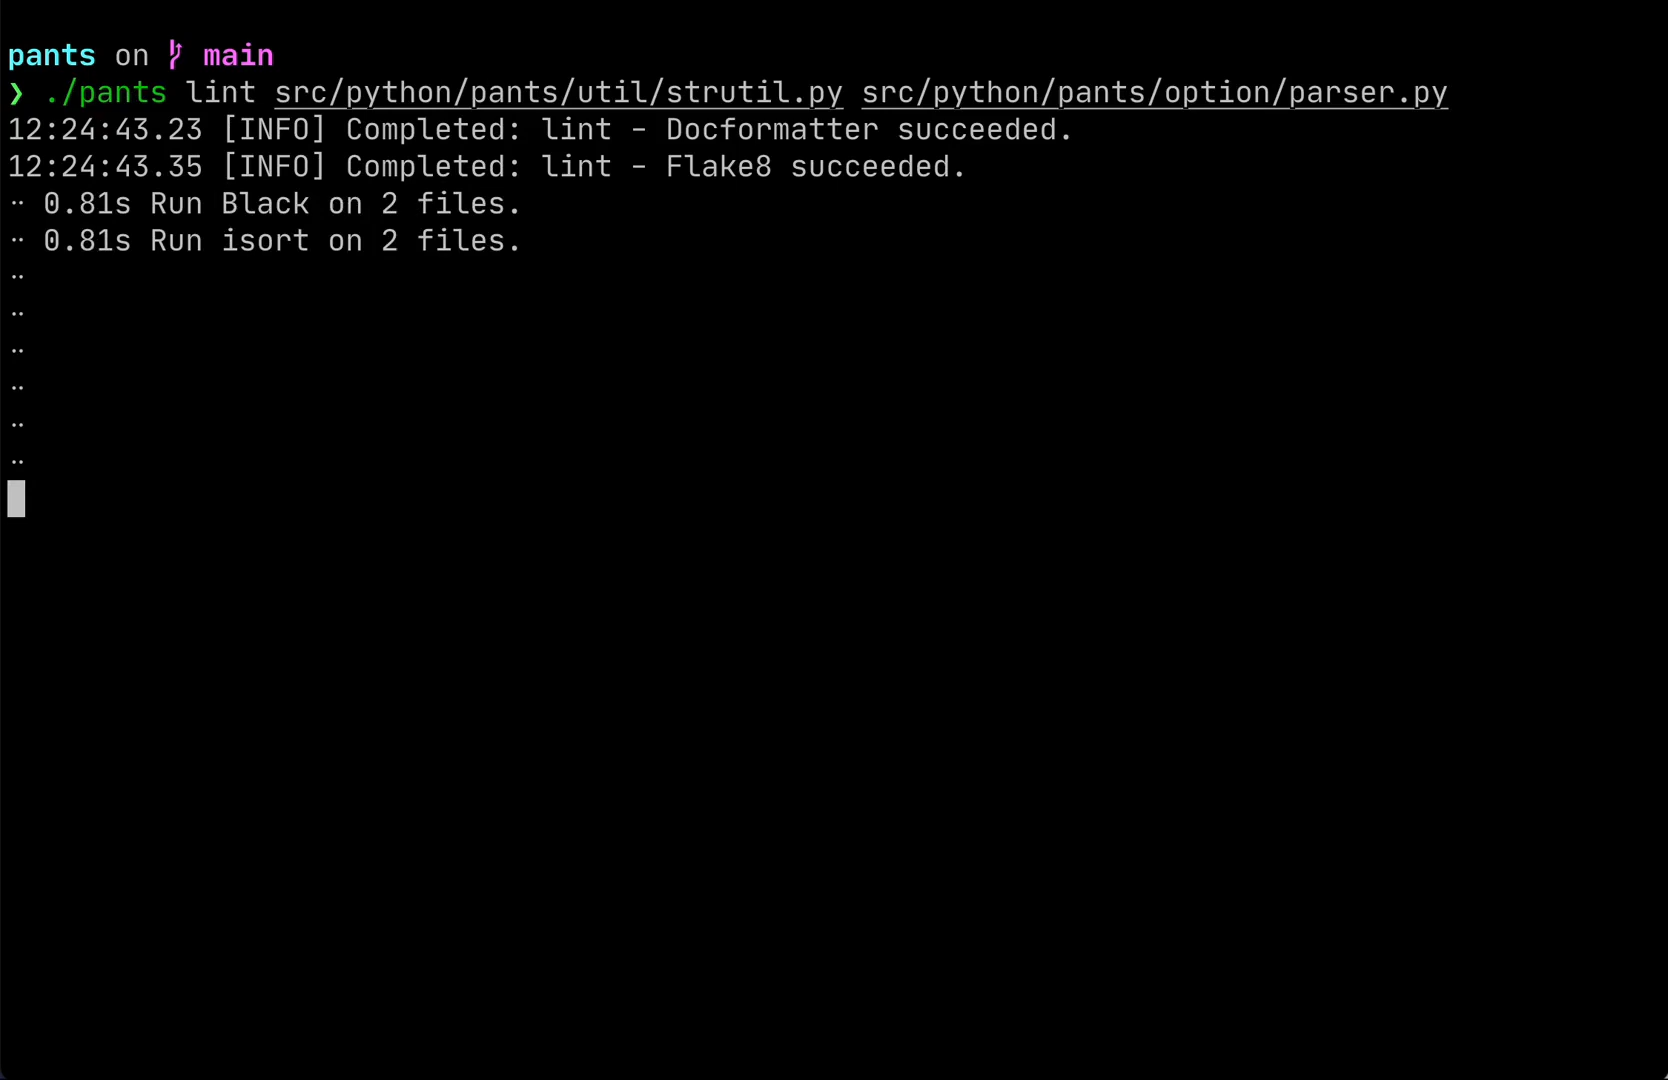 pants on main
❯ ./pants lint src/python/pants/util/strutil.py src/python/pants/option/parser.py
12:24:43.23 [INFO] Completed: lint - Docformatter succeeded.
12:24:43.35 [INFO] Completed: lint - Flake8 succeeded.
⠒ 0.81s Run Black on 2 files.
⠒ 0.81s Run isort on 2 files.
⠒
⠒
⠒
⠒
⠒
⠒